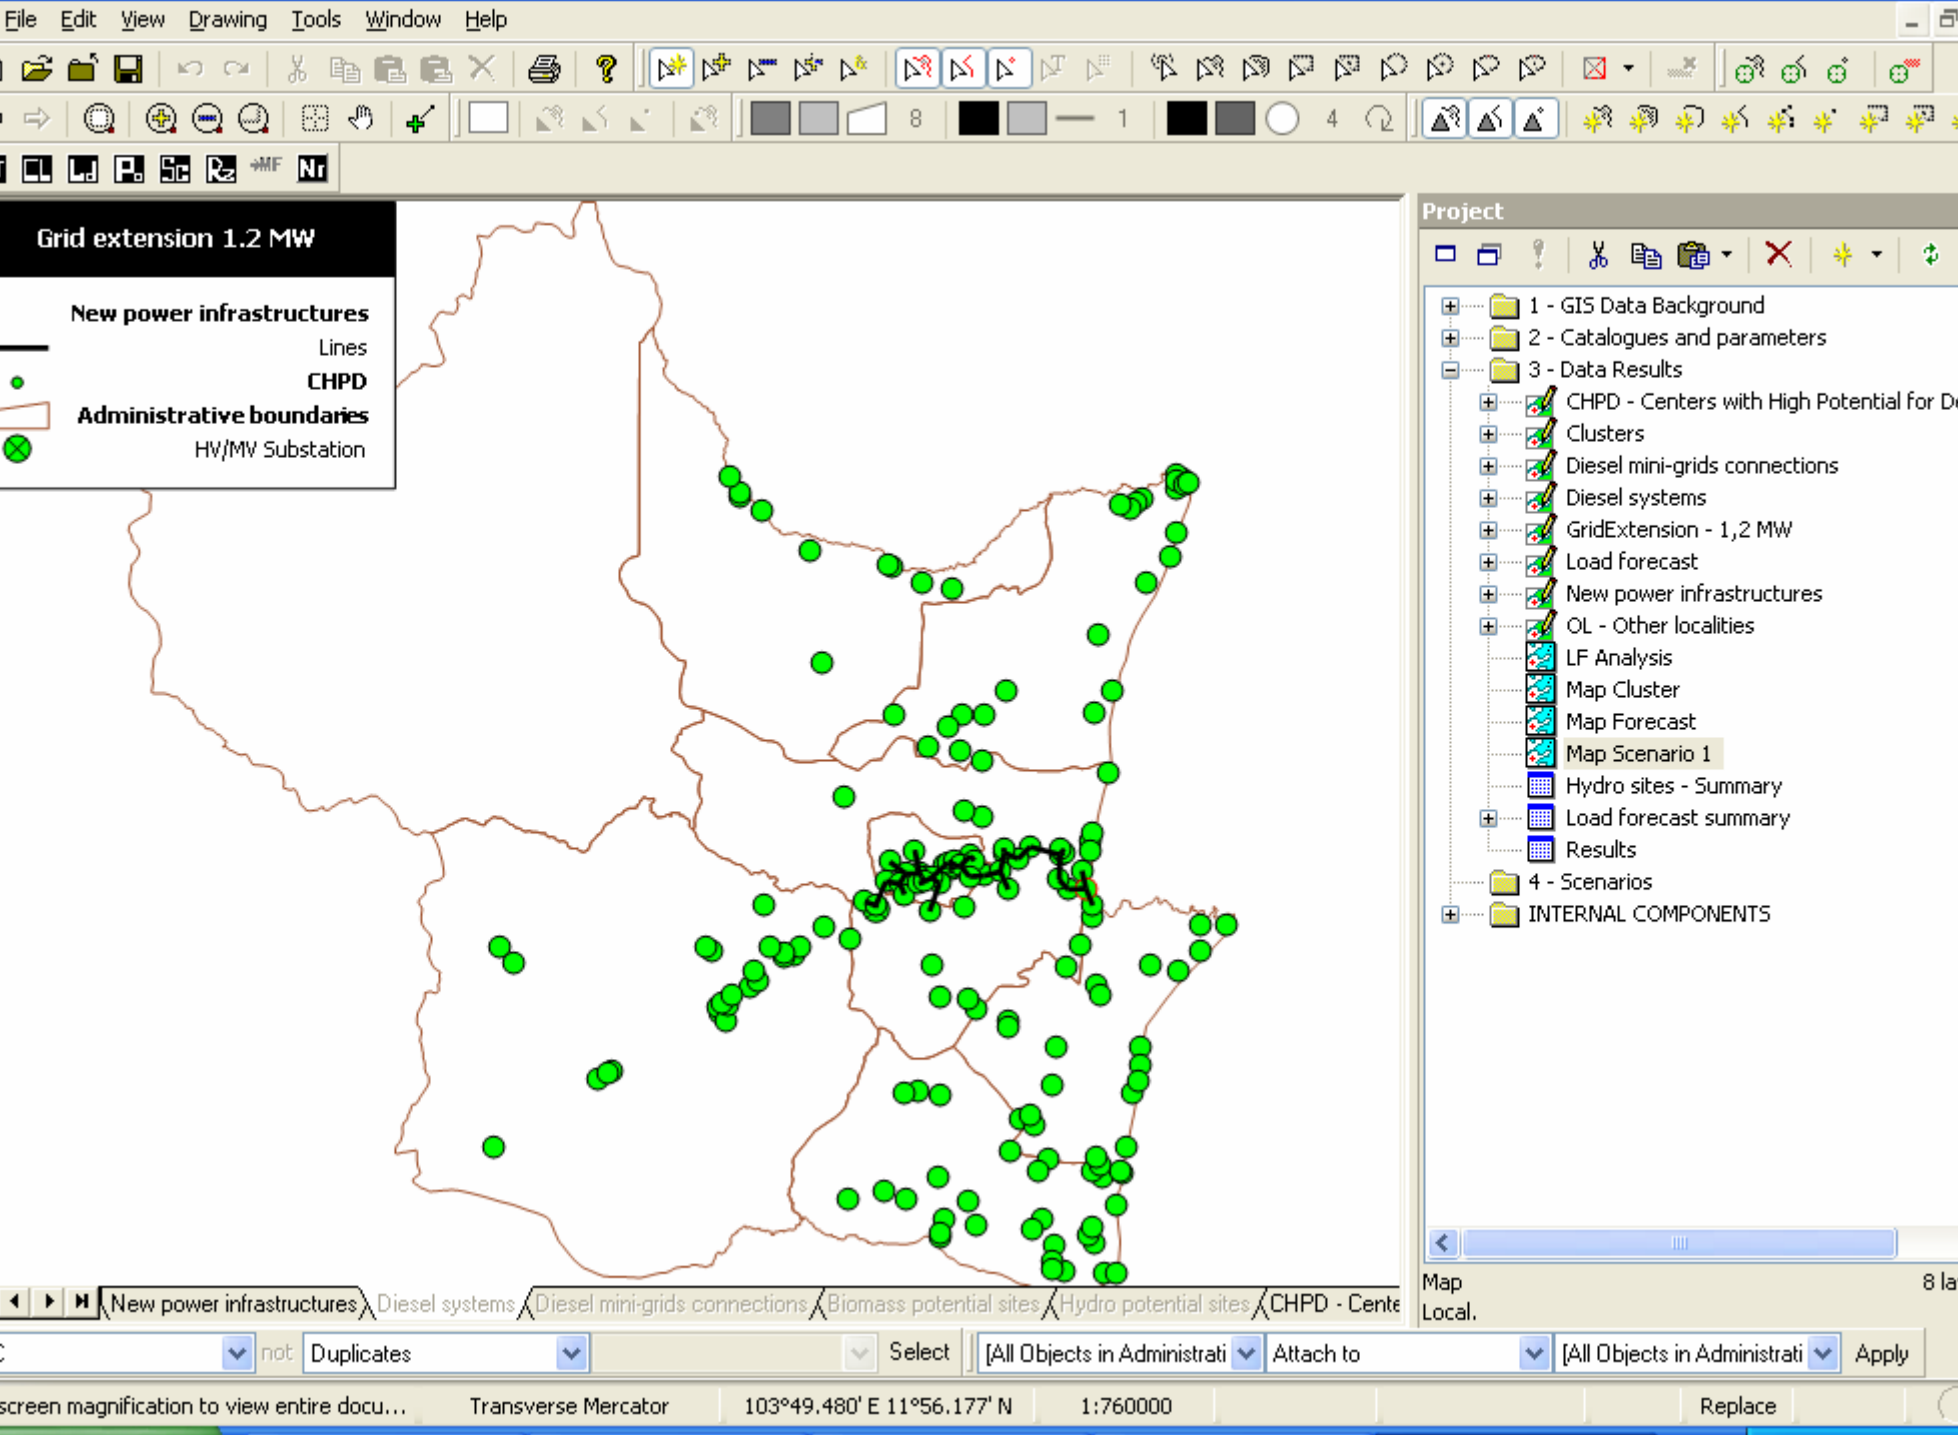 File Edit View Drawing Tools Window Help
8 1 4
CL Ld P. Sc Rz →MF Nr
Grid extension 1.2 MW
New power infrastructures
Lines
CHPD
Administrative boundaries
HV/MV Substation
Project
1 - GIS Data Background
2 - Catalogues and parameters
3 - Data Results
CHPD - Centers with High Potential for De
Clusters
Diesel mini-grids connections
Diesel systems
GridExtension - 1,2 MW
Load forecast
New power infrastructures
OL - Other localities
LF Analysis
Map Cluster
Map Forecast
Map Scenario 1
Hydro sites - Summary
Load forecast summary
Results
4 - Scenarios
INTERNAL COMPONENTS
Map 8 la
Local.
New power infrastructures Diesel systems Diesel mini-grids connections Biomass potential sites Hydro potential sites CHPD - Cente
not Duplicates Select [All Objects in Administrati Attach to [All Objects in Administrati Apply
screen magnification to view entire docu... Transverse Mercator 103°49.480' E 11°56.177' N 1:760000 Replace